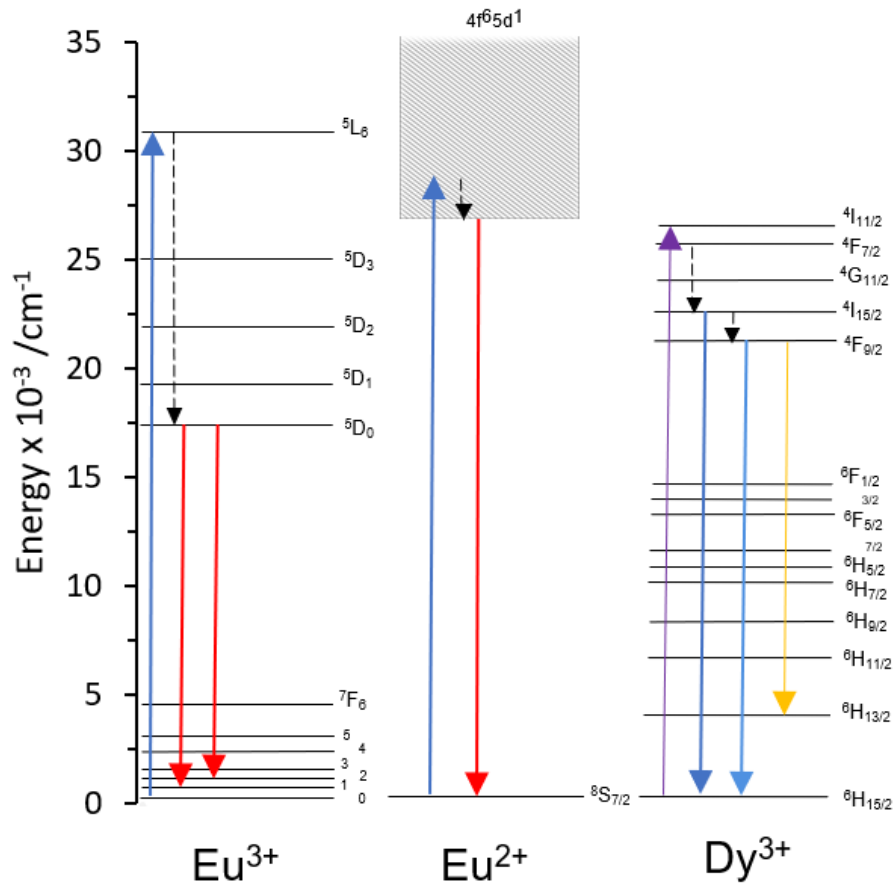 4f⁶5d¹
Energy x 10⁻³ /cm⁻¹
35
30
25
20
15
10
5
0
⁵L₆
⁵D₃
⁵D₂
⁵D₁
⁵D₀
⁷F₆
5
4
3
2
1
0
⁸S₇/₂
⁴I₁₁/₂
⁴F₇/₂
⁴G₁₁/₂
⁴I₁₅/₂
⁴F₉/₂
⁶F₁/₂
3/2
⁶F₅/₂
7/2
⁶H₅/₂
⁶H₇/₂
⁶H₉/₂
⁶H₁₁/₂
⁶H₁₃/₂
⁶H₁₅/₂
Eu³⁺
Eu²⁺
Dy³⁺